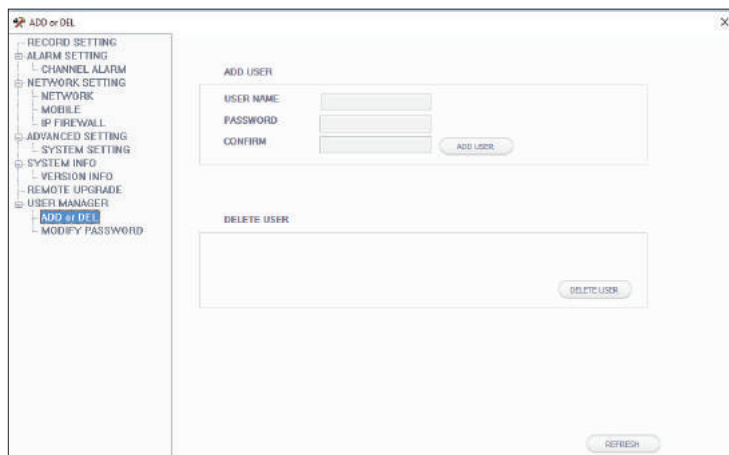 ADD or DEL
RECORD SETTING
ALARM SETTING
CHANNEL ALARM
NETWORK SETTING
NETWORK
MOBILE
IP FIREWALL
ADVANCED SETTING
SYSTEM SETTING
SYSTEM INFO
VERSION INFO
REMOTE UPGRADE
USER MANAGER
ADD or DEL
MODIFY PASSWORD
ADD USER
USER NAME
PASSWORD
CONFIRM
ADD USER
DELETE USER
DELETE USER
REFRESH